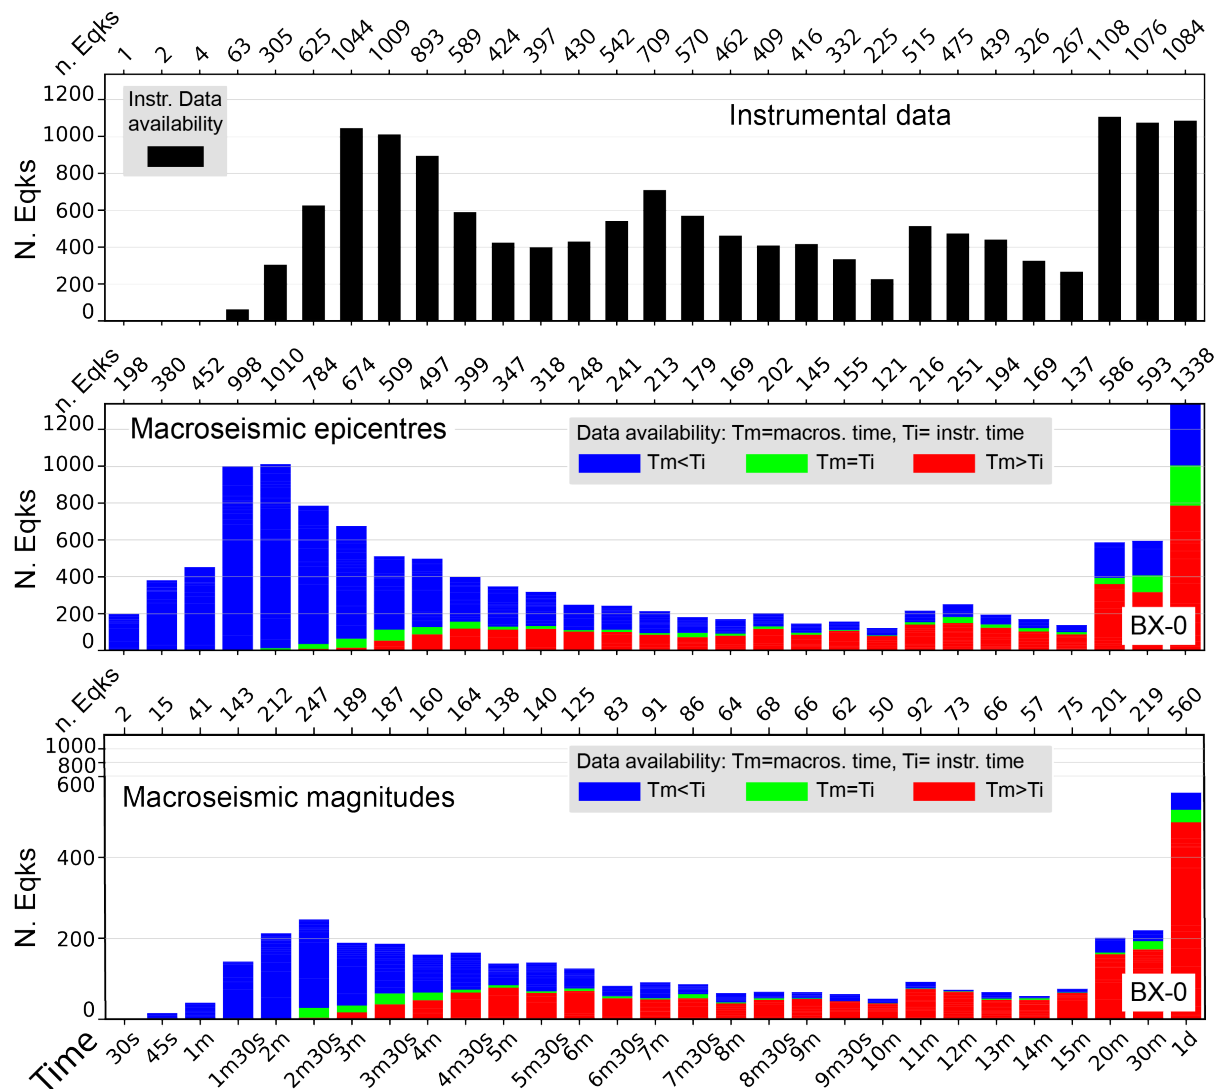 n. Eqks 1 2 4 63 305 625 1044 1009 893 589 424 397 430 542 709 570 462 409 416 332 225 515 475 439 326 267 1108 1076 1084
Instr. Data
availability
Instrumental data
N. Eqks
1200
1000
800
600
400
200
0
n. Eqks 198 380 452 998 1010 784 674 509 497 399 347 318 248 241 213 179 169 202 145 155 121 216 251 194 169 137 586 593 1338
Macroseismic epicentres
Data availability: Tm=macros. time, Ti= instr. time
Tm<Ti Tm=Ti Tm>Ti
N. Eqks
1200
1000
800
600
400
200
0
BX-0
n. Eqks 2 15 41 143 212 247 189 187 160 164 138 140 125 83 91 86 64 68 66 62 50 92 73 66 57 75 201 219 560
Data availability: Tm=macros. time, Ti= instr. time
Tm<Ti Tm=Ti Tm>Ti
Macroseismic magnitudes
N. Eqks
1000
800
600
400
200
0
BX-0
Time 30s 45s 1m 1m30s 2m 2m30s 3m 3m30s 4m 4m30s 5m 5m30s 6m 6m30s 7m 7m30s 8m 8m30s 9m 9m30s 10m 11m 12m 13m 14m 15m 20m 30m 1d